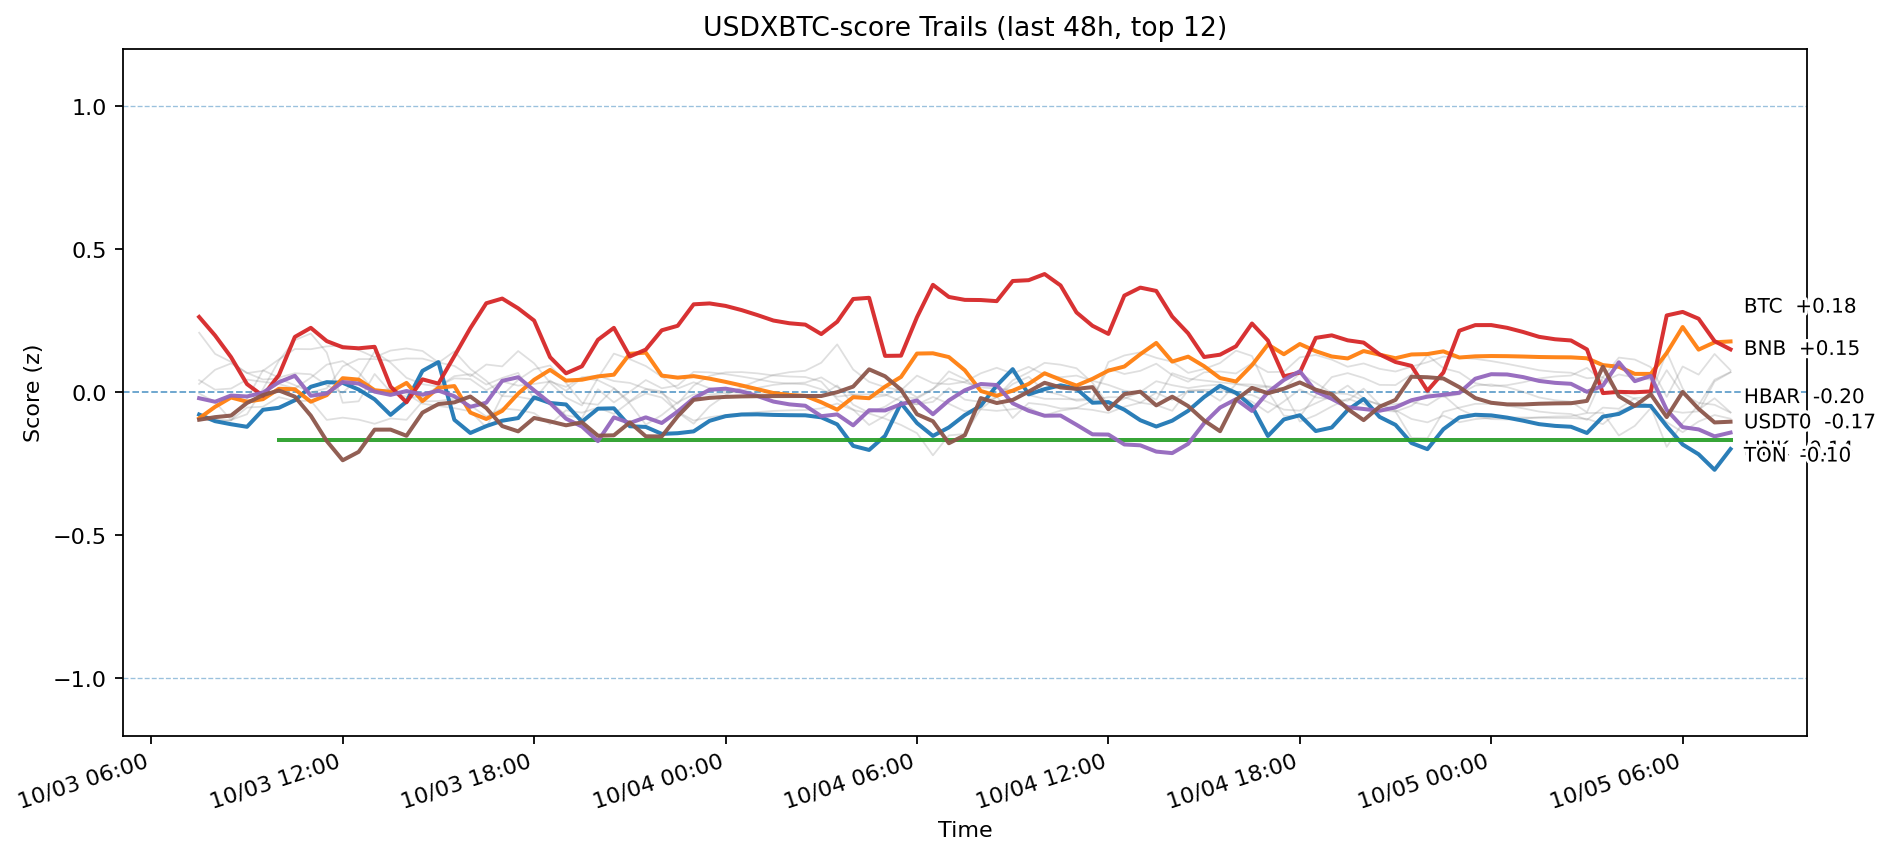 USDXBTC-score Trails (last 48h, top 12)
Score (z)
1.0
0.5
0.0
−0.5
−1.0
BTC +0.18
BNB +0.15
HBAR -0.20
USDT0 -0.17
TON -0.10
10/03 06:00
10/03 12:00
10/03 18:00
10/04 00:00
10/04 06:00
10/04 12:00
10/04 18:00
10/05 00:00
10/05 06:00
Time